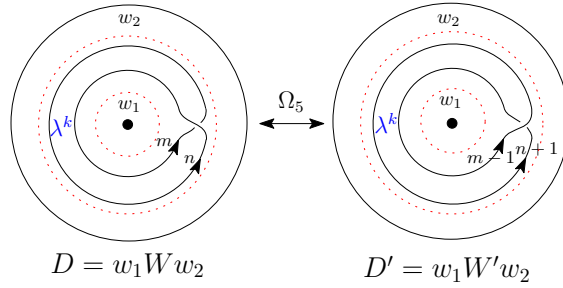 w₂ w₂
w₁ Ω₅ w₁
λᵏ λᵏ
m n m − 1 n + 1
D = w₁Ww₂ D′ = w₁W′w₂